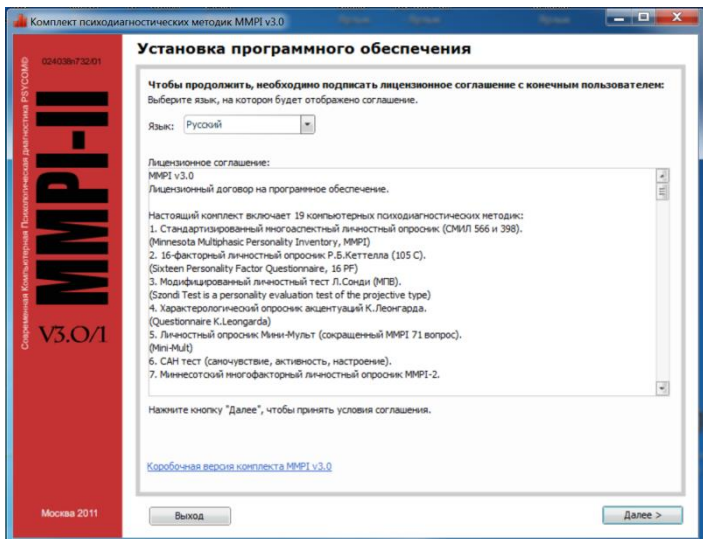 Комплект психодиагностических методик MMPI v3.0
024038n732/01
Современная Компьютерная Психологическая диагностика PSYCOM©
MMPI-II
V3.0/1
Москва 2011
Установка программного обеспечения
Чтобы продолжить, необходимо подписать лицензионное соглашение с конечным пользователем:
Выберите язык, на котором будет отображено соглашение.
Язык: Русский
Лицензионное соглашение:
MMPI v3.0
Лицензионный договор на программное обеспечение.
Настоящий комплект включает 19 компьютерных психодиагностических методик:
1. Стандартизированный многоаспектный личностный опросник (СМИЛ 566 и 398).
(Minnesota Multiphasic Personality Inventory, MMPI)
2. 16-факторный личностный опросник Р.Б.Кеттелла (105 С).
(Sixteen Personality Factor Questionnaire, 16 PF)
3. Модифицированный личностный тест Л.Сонди (МПВ).
(Szondi Test is a personality evaluation test of the projective type)
4. Характерологический опросник акцентуаций К.Леонгарда.
(Questionnaire K.Leongarda)
5. Личностный опросник Мини-Мульт (сокращенный MMPI 71 вопрос).
(Mini-Mult)
6. САН тест (самочувствие, активность, настроение).
7. Миннесотский многофакторный личностный опросник MMPI-2.
Нажмите кнопку "Далее", чтобы принять условия соглашения.
Коробочная версия комплекта MMPI v3.0
Выход
Далее >